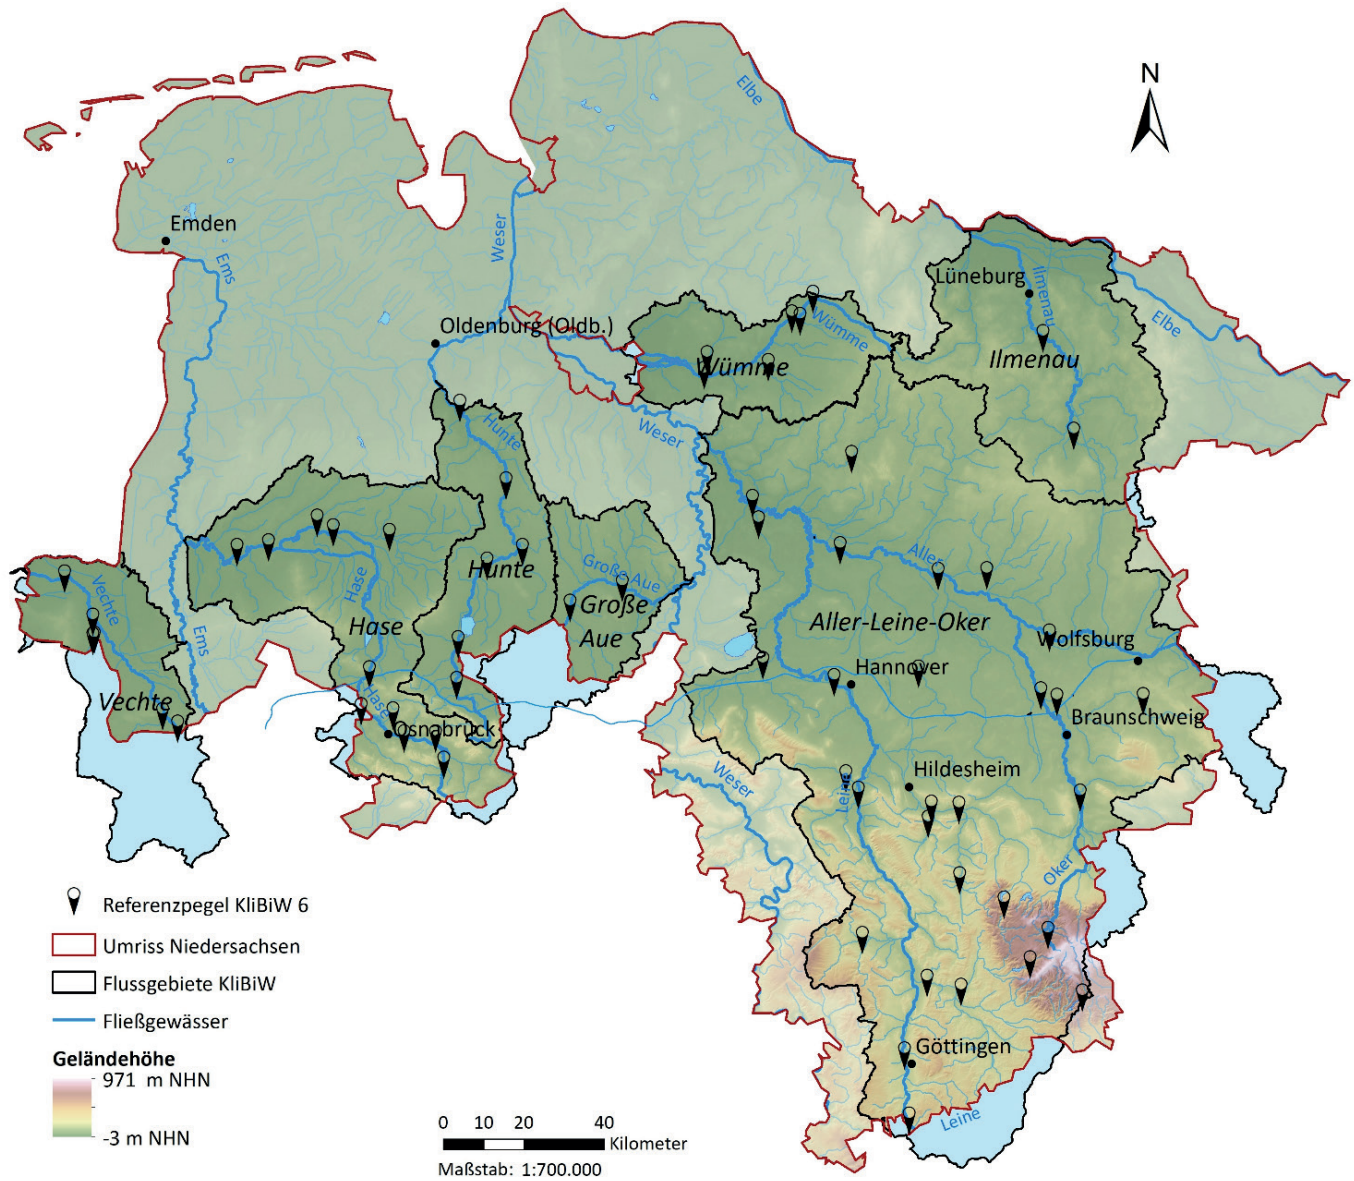 N
Elbe
Emden
Ems
Weser
Lüneburg
Ilmenau
Elbe
Oldenburg (Oldb.)
Wümme
Ilmenau
Wümme
Hunte
Weser
Aller
Hunte
Große Aue
Vechte
Hase
Große
Aue
Hase
Aller-Leine-Oker
Ems
Wolfsburg
Hannover
Vechte
Hase
Osnabrück
Braunschweig
Weser
Leine
Hildesheim
Oker
Göttingen
Leine
Referenzpegel KliBiW 6
Umriss Niedersachsen
Flussgebiete KliBiW
Fließgewässer
Geländehöhe
971 m NHN
-3 m NHN
0 10 20 40
Kilometer
Maßstab: 1:700.000